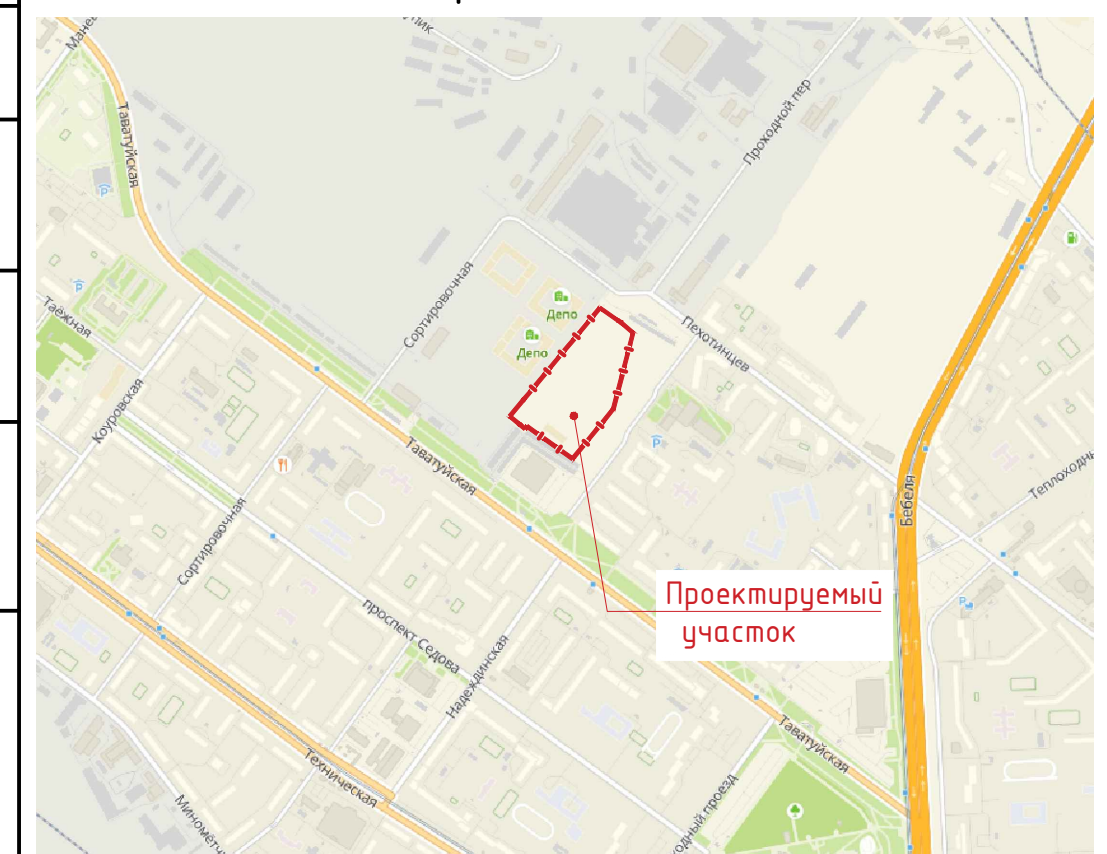 Таватуйская
Проходной пер
Сортировочная
Депо
Депо
Пехотинцев
Таёжная
Коуровская
Таватуйская
Бебеля
Сортировочная
Проектируемый
участок
проспект Седова
Надеждинская
Таватуйская
Техническая